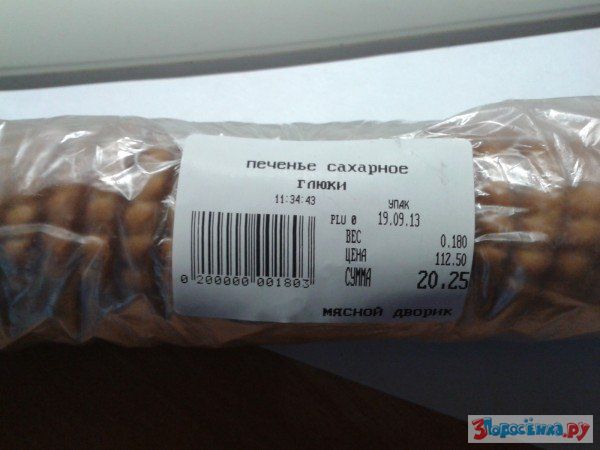 печенье сахарное
глюки
11:34:43 упак
PLU 0 19.09.13
ВЕС 0.180
ЦЕНА 112.50
СУММА 20.25
0 200000 001803
мясной дворик
3Поросёнка.ру